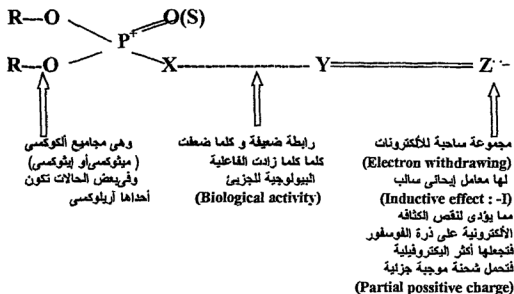 R—O O(S)
P+
R—O X Y Z··-
وهى مجاميع ألكوكسى
( ميثوكسى أو إيثوكسى)
وفى بعض الحالات تكون
أحداها أريلوكسى
رابطة ضعيفة و كلما ضعفت
كلما كلما زادت الفاعلية
البيولوجية للجزيئ
(Biological activity)
مجموعة ساحبة للألكترونات
(Electron withdrawing)
لها معامل إيحائى سالب
(Inductive effect : -I)
مما يؤدى لنقص الكثافه
الألكترونية على ذرة الفوسفور
فتجعلها أكثر اليكتروفيلية
فتحمل شحنة موجبة جزئية
(Partial possitive charge)